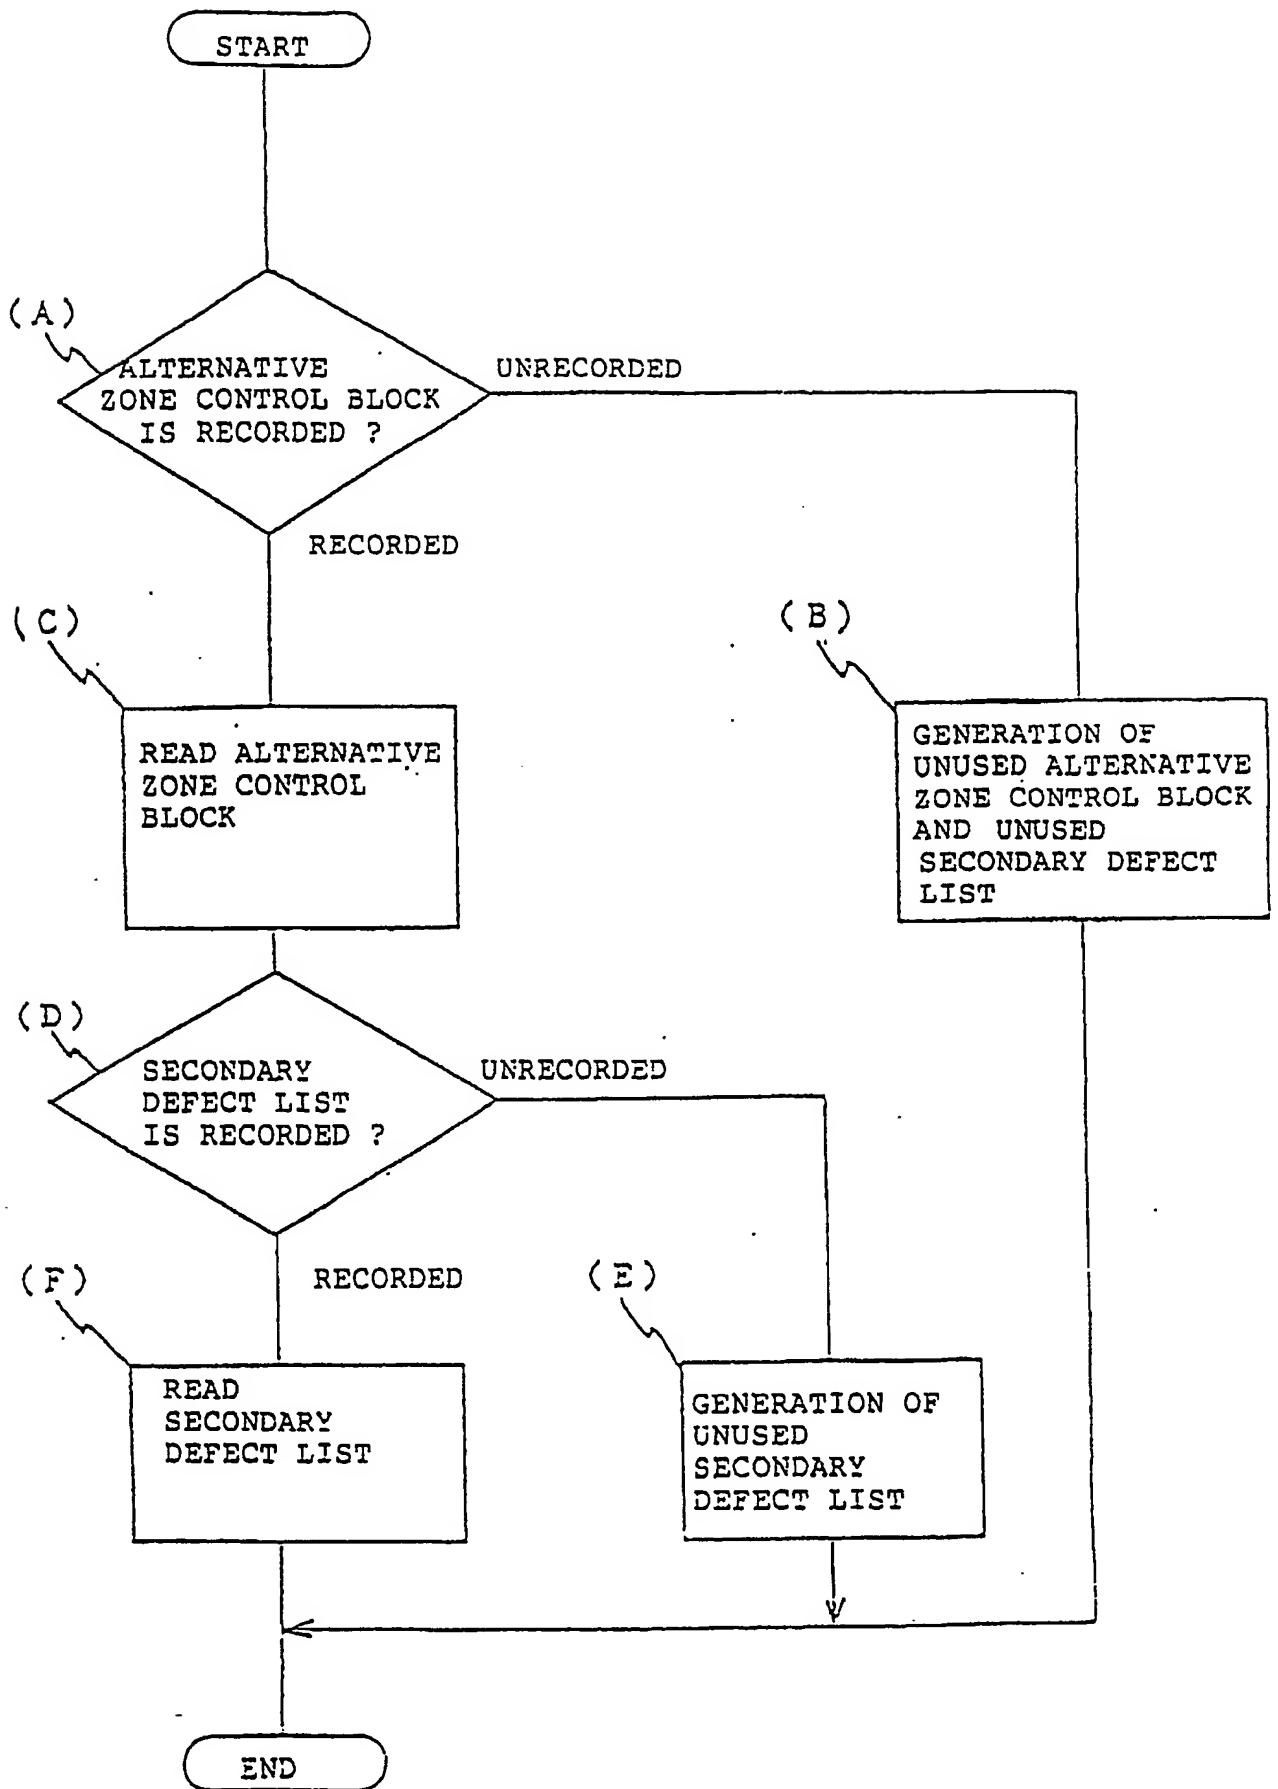 START
(A)
ALTERNATIVE
ZONE CONTROL BLOCK
IS RECORDED ?
UNRECORDED
RECORDED
(C)
READ ALTERNATIVE
ZONE CONTROL
BLOCK
(B)
GENERATION OF
UNUSED ALTERNATIVE
ZONE CONTROL BLOCK
AND UNUSED
SECONDARY DEFECT
LIST
(D)
SECONDARY
DEFECT LIST
IS RECORDED ?
UNRECORDED
RECORDED
(F)
READ
SECONDARY
DEFECT LIST
(E)
GENERATION OF
UNUSED
SECONDARY
DEFECT LIST
END